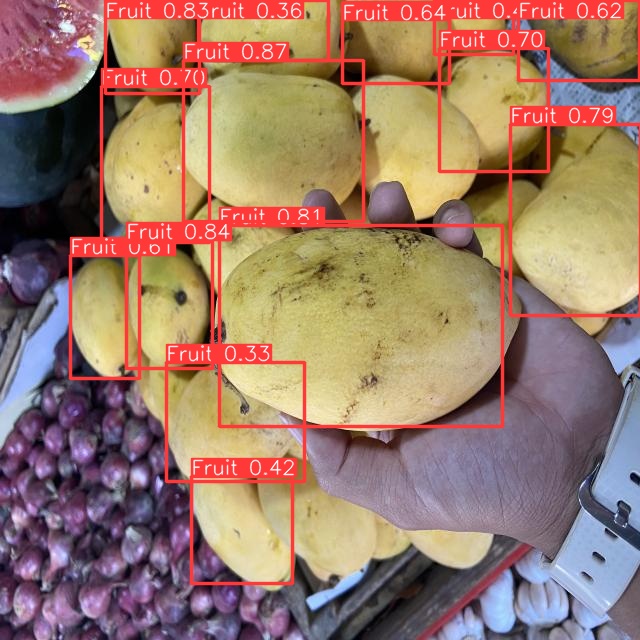 Fruit 0.83
Fruit 0.36
Fruit 0.64
Fruit 0.62
Fruit 0.70
Fruit 0.87
Fruit 0.70
Fruit 0.79
Fruit 0.81
Fruit 0.84
Fruit 0.61
Fruit 0.33
Fruit 0.42